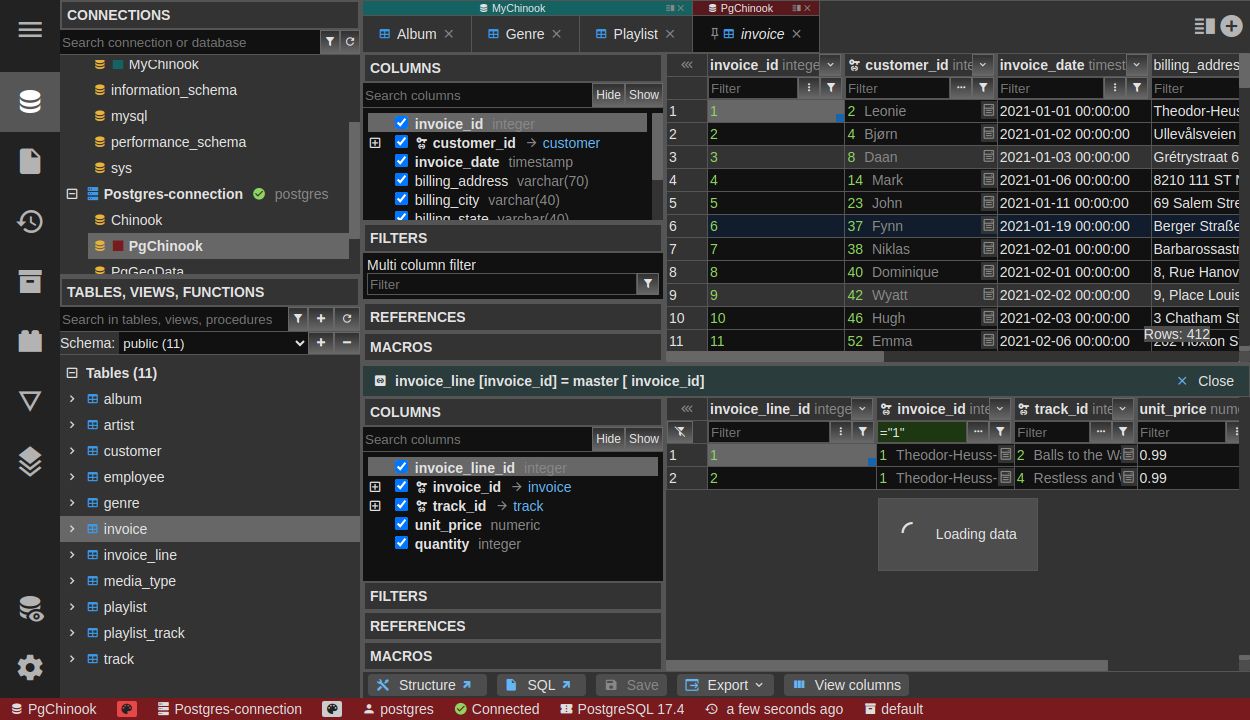 CONNECTIONS
Search connection or database
MyChinook
information_schema
mysql
performance_schema
sys
Postgres-connection postgres
Chinook
PgChinook
PgGeoData
TABLES, VIEWS, FUNCTIONS
Search in tables, views, procedures
Schema: public (11)
Tables (11)
album
artist
customer
employee
genre
invoice
invoice_line
media_type
playlist
playlist_track
track
MyChinook
PgChinook
Album
Genre
Playlist
invoice
COLUMNS
Search columns
Hide Show
invoice_id integer
customer_id customer
invoice_date timestamp
billing_address varchar(70)
billing_city varchar(40)
billing_state varchar(40)
FILTERS
Multi column filter
Filter
REFERENCES
MACROS
invoice_id intege customer_id inte invoice_date timest billing_addres
Filter Filter Filter Filter
1 1 2 Leonie 2021-01-01 00:00:00 Theodor-Heus
2 2 4 Bjørn 2021-01-02 00:00:00 Ullevålsveien
3 3 8 Daan 2021-01-03 00:00:00 Grétrystraat 6
4 4 14 Mark 2021-01-06 00:00:00 8210 111 ST N
5 5 23 John 2021-01-11 00:00:00 69 Salem Stre
6 6 37 Fynn 2021-01-19 00:00:00 Berger Straße
7 7 38 Niklas 2021-02-01 00:00:00 Barbarossastr
8 8 40 Dominique 2021-02-01 00:00:00 8, Rue Hanov
9 9 42 Wyatt 2021-02-02 00:00:00 9, Place Louis
10 10 46 Hugh 2021-02-03 00:00:00 3 Chatham St
11 11 52 Emma 2021-02-06 00:00:00 202 Hoxton S
Rows: 412
invoice_line [invoice_id] = master [ invoice_id]
Close
COLUMNS
Search columns
Hide Show
invoice_line_id integer
invoice_id invoice
track_id track
unit_price numeric
quantity integer
FILTERS
REFERENCES
MACROS
invoice_line_id intege invoice_id inte track_id inte unit_price nume
Filter ="1" Filter Filter
1 1 1 Theodor-Heuss- 2 Balls to the Wa 0.99
2 2 1 Theodor-Heuss- 4 Restless and W 0.99
Loading data
Structure
SQL
Save
Export
View columns
PgChinook
Postgres-connection
postgres
Connected
PostgreSQL 17.4
a few seconds ago
default